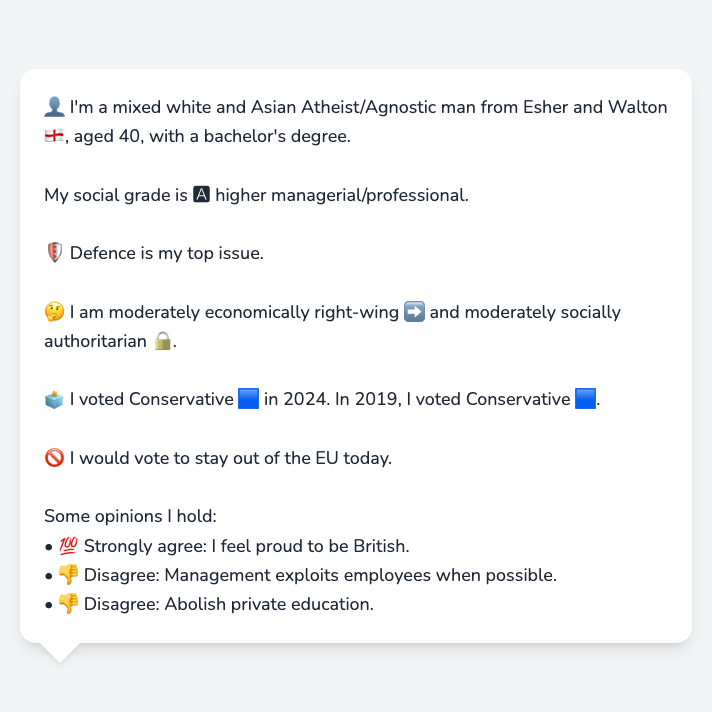 👤 I'm a mixed white and Asian Atheist/Agnostic man from Esher and Walton
🏴󠁧󠁢󠁥󠁮󠁧󠁿, aged 40, with a bachelor's degree.
My social grade is 🅰 higher managerial/professional.
🛡️ Defence is my top issue.
🤔 I am moderately economically right-wing ➡️ and moderately socially
authoritarian 🔒.
🗳️ I voted Conservative 🟦 in 2024. In 2019, I voted Conservative 🟦.
🚫 I would vote to stay out of the EU today.
Some opinions I hold:
• 💯 Strongly agree: I feel proud to be British.
• 👎 Disagree: Management exploits employees when possible.
• 👎 Disagree: Abolish private education.